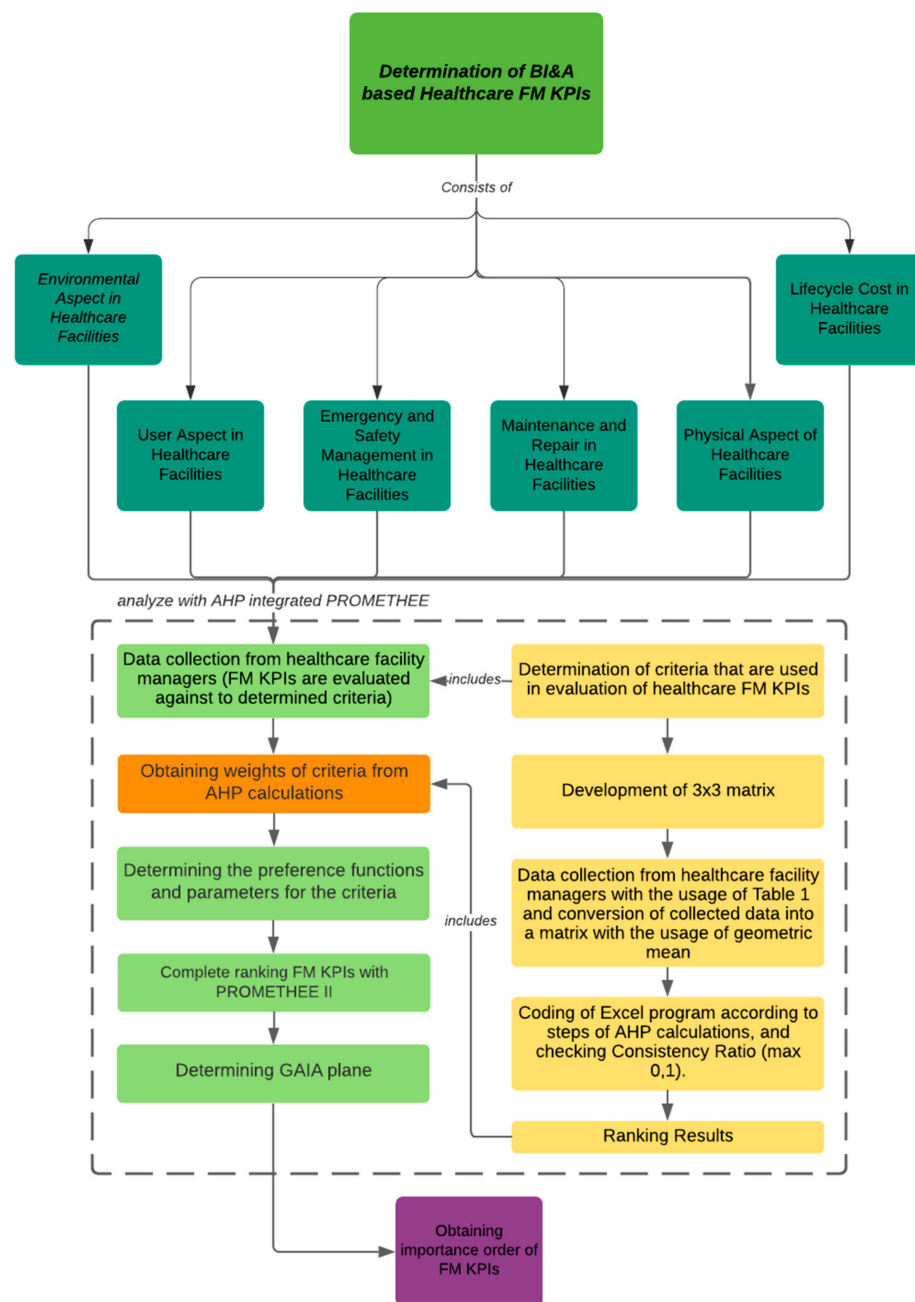 Determination of BI&A
based Healthcare FM KPIs
Consists of
Environmental
Aspect in
Healthcare
Facilities
Lifecycle Cost in
Healthcare
Facilities
User Aspect in
Healthcare
Facilities
Emergency and
Safety
Management in
Healthcare
Facilities
Maintenance and
Repair in
Healthcare
Facilities
Physical Aspect of
Healthcare
Facilities
analyze with AHP integrated PROMETHEE
Data collection from healthcare facility
managers (FM KPIs are evaluated
against to determined criteria)
includes
Determination of criteria that are used
in evaluation of healthcare FM KPIs
Obtaining weights of criteria from
AHP calculations
Development of 3x3 matrix
Determining the preference functions
and parameters for the criteria
Data collection from healthcare facility
managers with the usage of Table 1
and conversion of collected data into
a matrix with the usage of geometric
mean
includes
Complete ranking FM KPIs with
PROMETHEE II
Coding of Excel program according to
steps of AHP calculations, and
checking Consistency Ratio (max
0,1).
Determining GAIA plane
Ranking Results
Obtaining
importance order of
FM KPIs